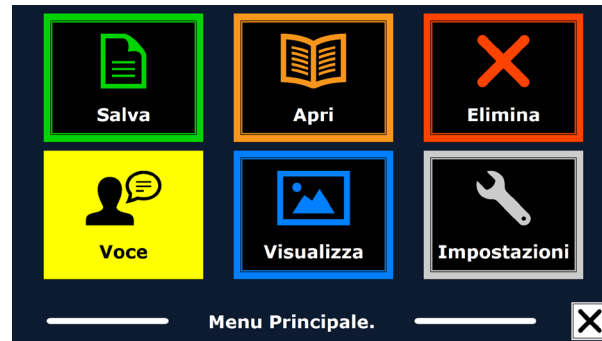 Salva
Apri
Elimina
Voce
Visualizza
Impostazioni
Menu Principale.